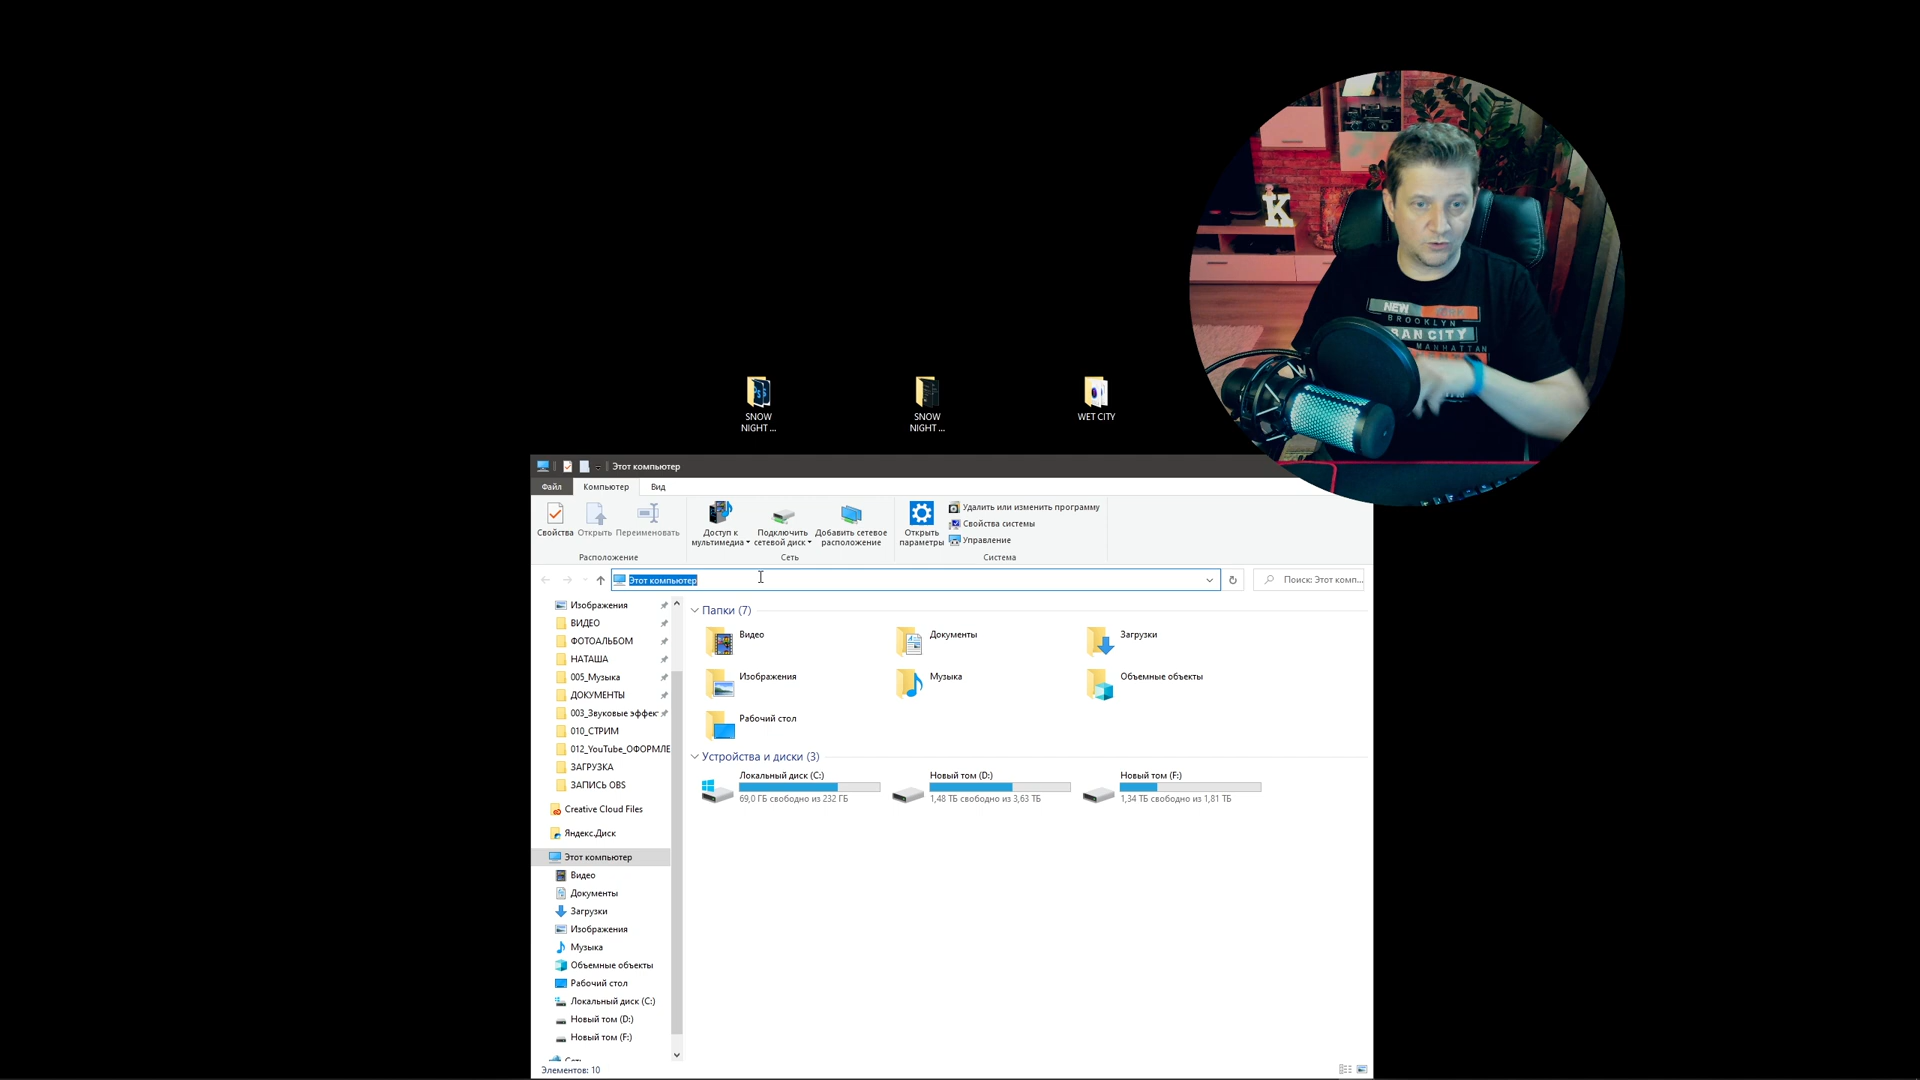 K
NEW
BROOKLYN
BAN CITY
MANHATTAN
SNOW
NIGHT ...
SNOW
NIGHT ...
WET CITY
Этот компьютер
Файл
Компьютер
Вид
Свойства
Открыть
Переименовать
Расположение
Доступ к
мультимедиа
Подключить
сетевой диск
Добавить сетевое
расположение
Сеть
Открыть
параметры
Удалить или изменить программу
Свойства системы
Управление
Система
Этот компьютер
Поиск: Этот комп...
Изображения
ВИДЕО
ФОТОАЛЬБОМ
НАТАША
005_Музыка
ДОКУМЕНТЫ
003_Звуковые эффек
010_СТРИМ
012_YouTube_ОФОРМЛЕ
ЗАГРУЗКА
ЗАПИСЬ OBS
Creative Cloud Files
Яндекс.Диск
Этот компьютер
Видео
Документы
Загрузки
Изображения
Музыка
Объемные объекты
Рабочий стол
Локальный диск (C:)
Новый том (D:)
Новый том (F:)
Папки (7)
Видео
Документы
Загрузки
Изображения
Музыка
Объемные объекты
Рабочий стол
Устройства и диски (3)
Локальный диск (C:)
69,0 ГБ свободно из 232 ГБ
Новый том (D:)
1,48 ТБ свободно из 3,63 ТБ
Новый том (F:)
1,34 ТБ свободно из 1,81 ТБ
Элементов: 10